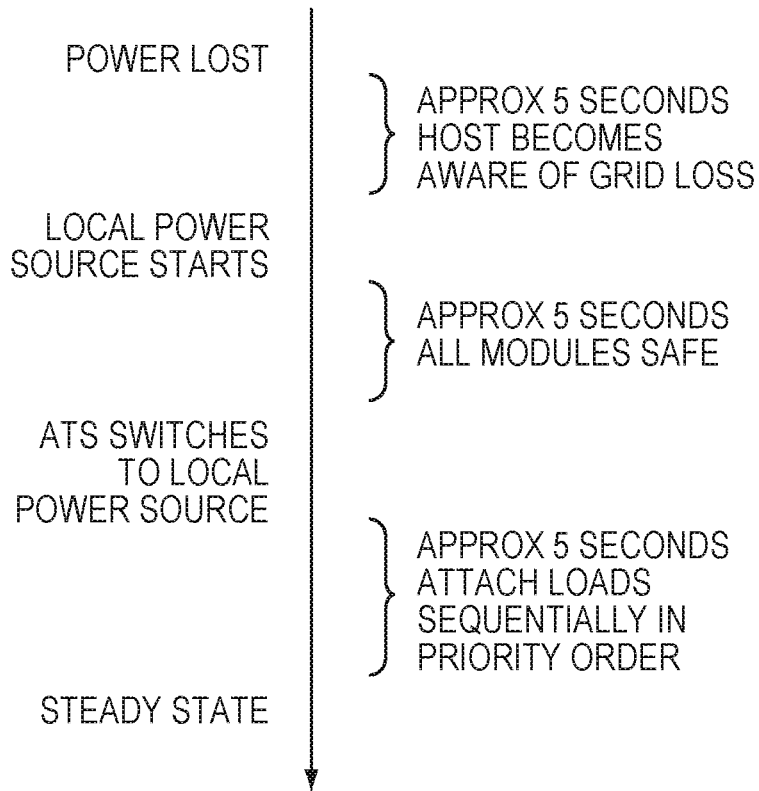 POWER LOST
APPROX 5 SECONDS
HOST BECOMES
AWARE OF GRID LOSS
LOCAL POWER
SOURCE STARTS
APPROX 5 SECONDS
ALL MODULES SAFE
ATS SWITCHES
TO LOCAL
POWER SOURCE
APPROX 5 SECONDS
ATTACH LOADS
SEQUENTIALLY IN
PRIORITY ORDER
STEADY STATE